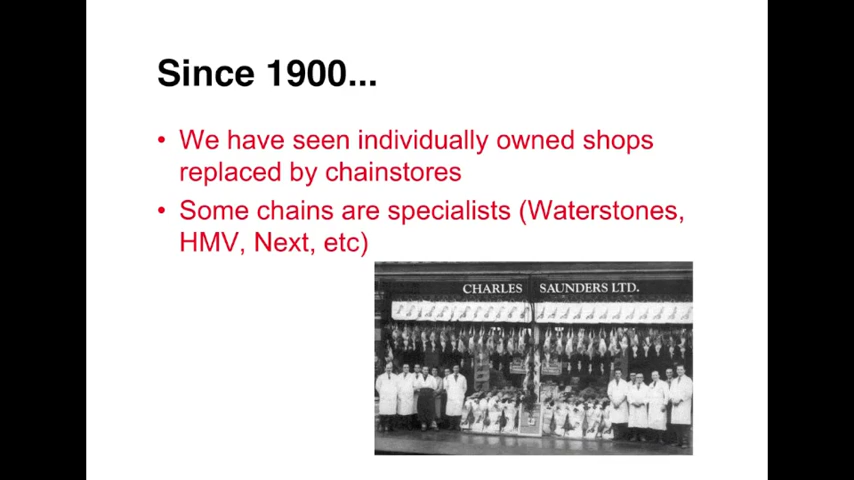 Since 1900...
• We have seen individually owned shops
replaced by chainstores
• Some chains are specialists (Waterstones,
HMV, Next, etc)
CHARLES SAUNDERS LTD.